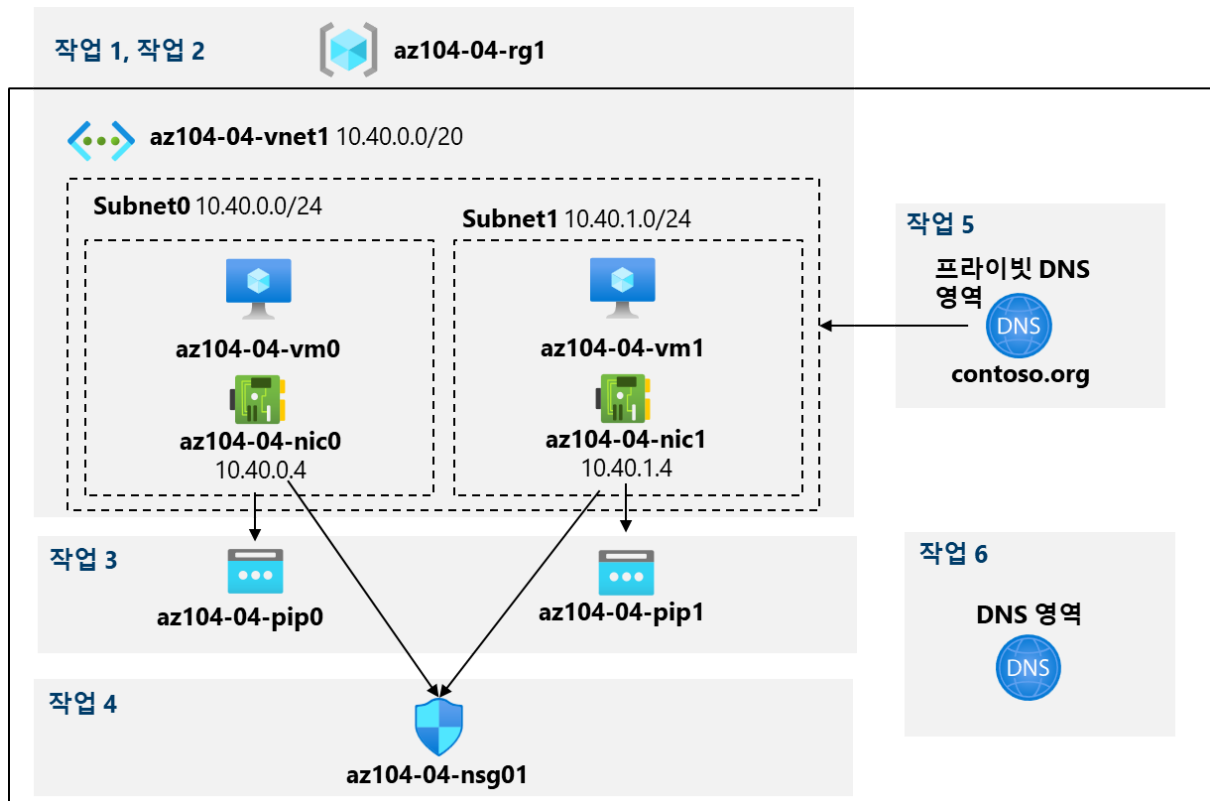 작업 1, 작업 2
az104-04-rg1
az104-04-vnet1 10.40.0.0/20
Subnet0 10.40.0.0/24
Subnet1 10.40.1.0/24
az104-04-vm0
az104-04-vm1
az104-04-nic0
10.40.0.4
az104-04-nic1
10.40.1.4
작업 5
프라이빗 DNS
영역
DNS
contoso.org
작업 3
az104-04-pip0
az104-04-pip1
작업 6
DNS 영역
DNS
작업 4
az104-04-nsg01